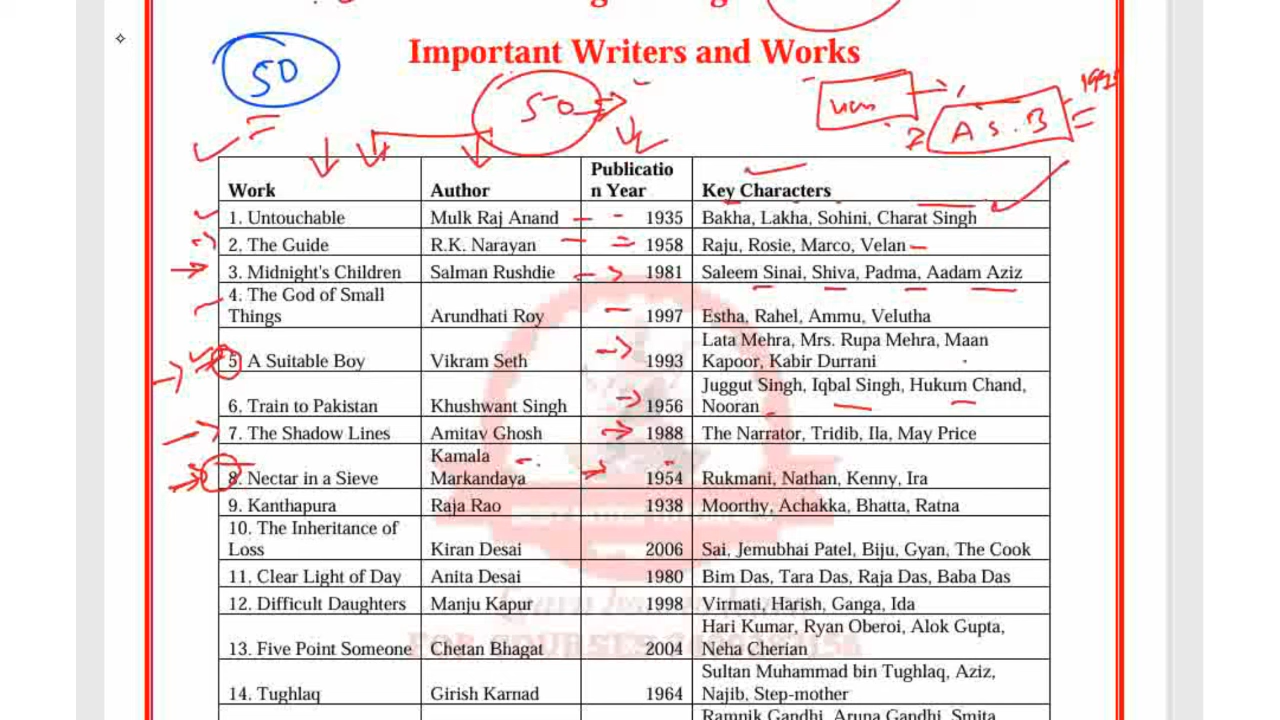 Important Writers and Works
50
50
A S. B
2
Work Author Publicatio n Year Key Characters
1. Untouchable Mulk Raj Anand 1935 Bakha, Lakha, Sohini, Charat Singh
2. The Guide R.K. Narayan 1958 Raju, Rosie, Marco, Velan
3. Midnight's Children Salman Rushdie 1981 Saleem Sinai, Shiva, Padma, Aadam Aziz
4. The God of Small
Things Arundhati Roy 1997 Estha, Rahel, Ammu, Velutha
5. A Suitable Boy Vikram Seth 1993 Lata Mehra, Mrs. Rupa Mehra, Maan
Kapoor, Kabir Durrani
6. Train to Pakistan Khushwant Singh 1956 Juggut Singh, Iqbal Singh, Hukum Chand,
Nooran
7. The Shadow Lines Amitav Ghosh 1988 The Narrator, Tridib, Ila, May Price
8. Nectar in a Sieve Kamala
Markandaya 1954 Rukmani, Nathan, Kenny, Ira
9. Kanthapura Raja Rao 1938 Moorthy, Achakka, Bhatta, Ratna
10. The Inheritance of
Loss Kiran Desai 2006 Sai, Jemubhai Patel, Biju, Gyan, The Cook
11. Clear Light of Day Anita Desai 1980 Bim Das, Tara Das, Raja Das, Baba Das
12. Difficult Daughters Manju Kapur 1998 Virmati, Harish, Ganga, Ida
13. Five Point Someone Chetan Bhagat 2004 Hari Kumar, Ryan Oberoi, Alok Gupta,
Neha Cherian
14. Tughlaq Girish Karnad 1964 Sultan Muhammad bin Tughlaq, Aziz,
Najib, Step-mother
Ramnik Gandhi, Aruna Gandhi, Smita